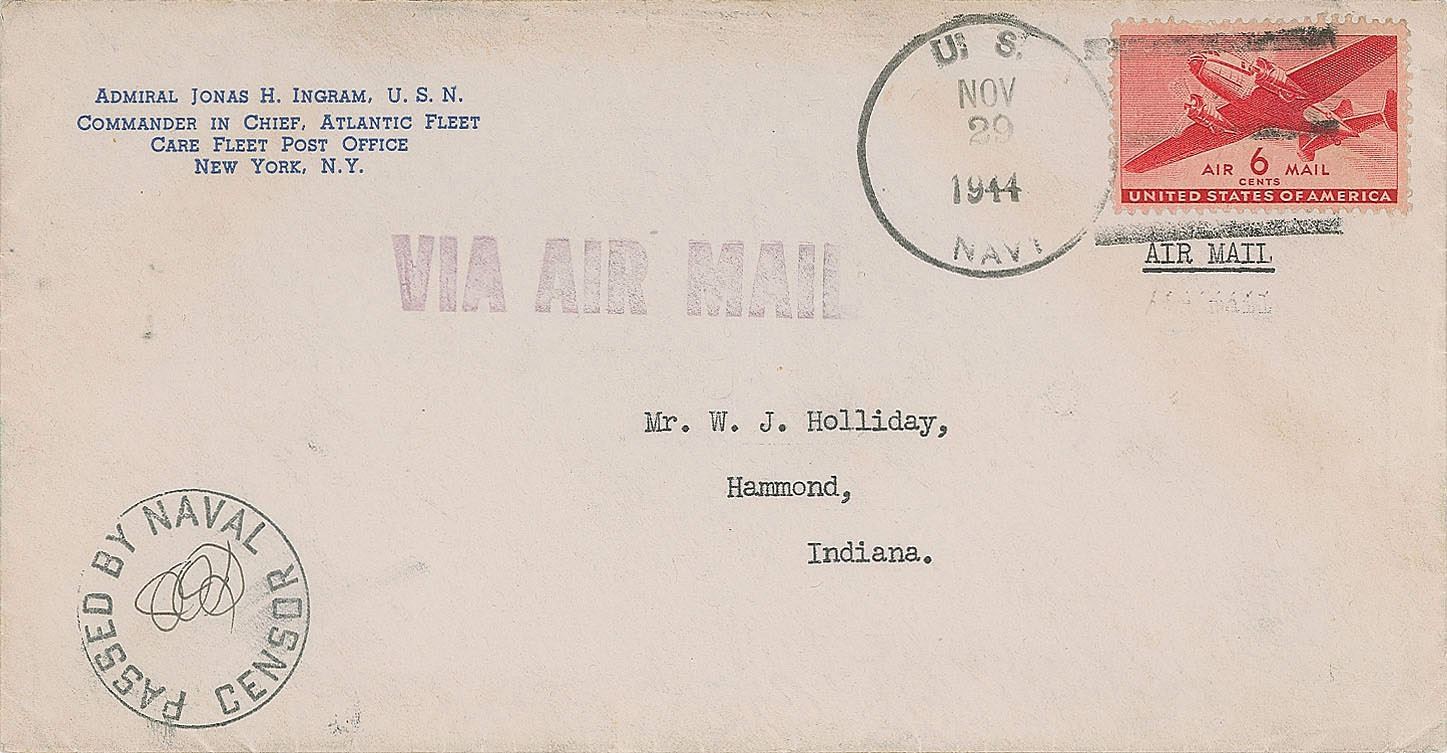 ADMIRAL JONAS H. INGRAM, U. S. N.
COMMANDER IN CHIEF, ATLANTIC FLEET
CARE FLEET POST OFFICE
NEW YORK, N.Y.
U. S.
NOV
29
1944
NAVY
AIR 6 MAIL
CENTS
UNITED STATES OF AMERICA
AIR MAIL
VIA AIR MAIL
Mr. W. J. Holliday,
Hammond,
Indiana.
PASSED BY NAVAL
CENSOR